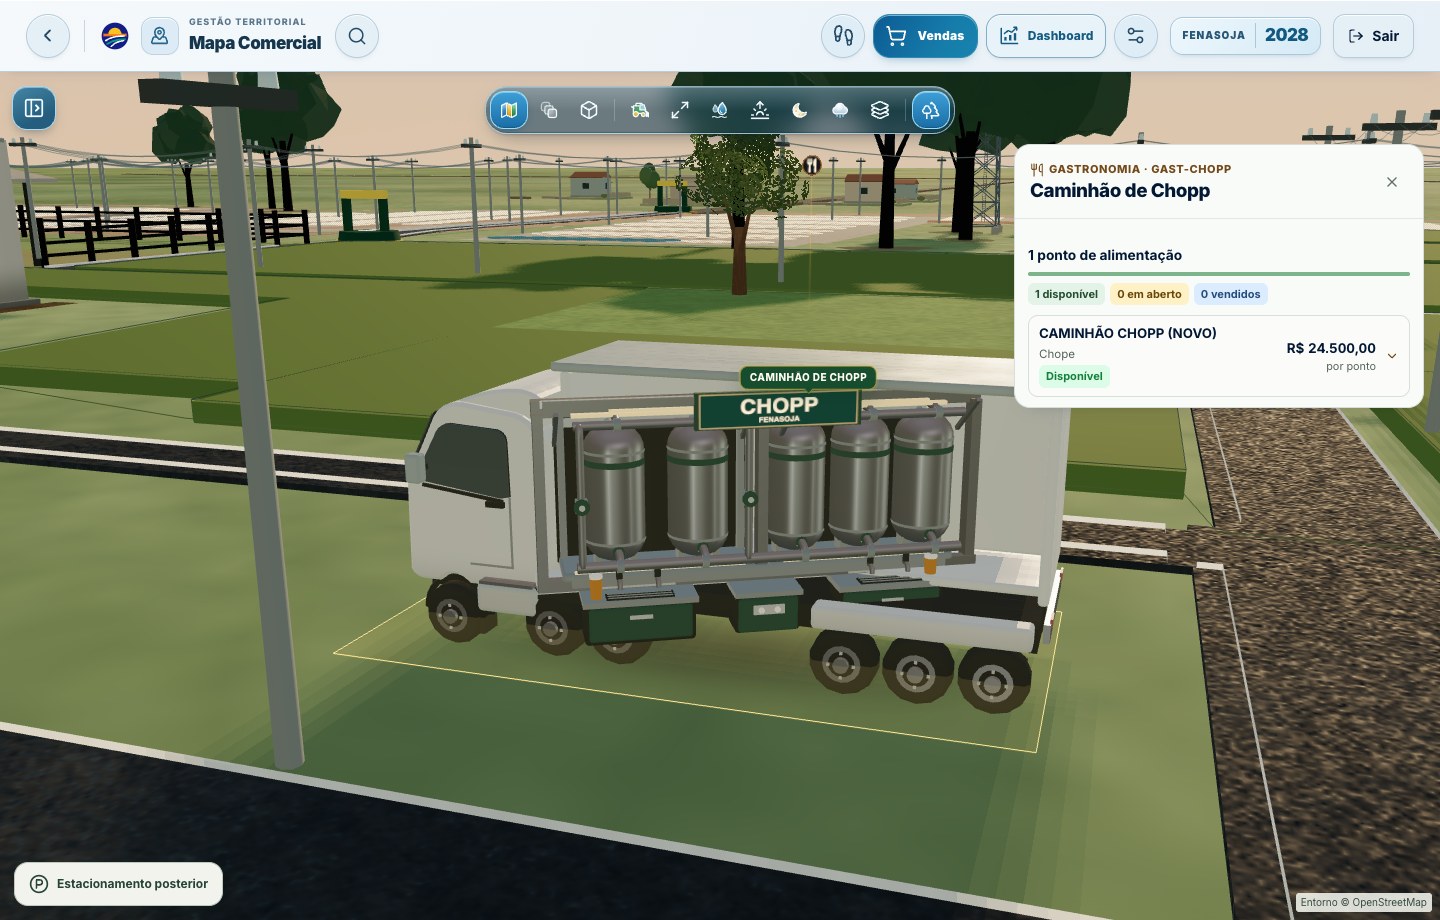 GESTÃO TERRITORIAL
Mapa Comercial
Vendas
Dashboard
FENASOJA
2028
Sair
GASTRONOMIA · GAST-CHOPP
Caminhão de Chopp
1 ponto de alimentação
1 disponível
0 em aberto
0 vendidos
CAMINHÃO CHOPP (NOVO)
Chope
Disponível
R$ 24.500,00
por ponto
CAMINHÃO DE CHOPP
CHOPP
FENASOJA
Estacionamento posterior
Entorno © OpenStreetMap